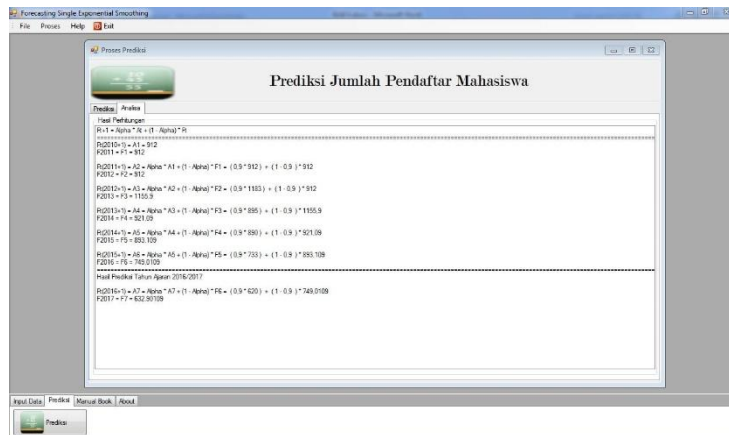 Forecasting Single Exponential Smoothing
File Proses Help Exit
Proses Prediksi
Prediksi Jumlah Pendaftar Mahasiswa
Prediksi Analisa
Hasil Perhitungan
Ft+1 = Alpha * At + (1 - Alpha) * Ft
Ft(2010+1) = A1 = 912
F2011 = F1 = 912
Ft(2011+1) = A2 = Alpha * A1 + (1 - Alpha) * F1 = ( 0,9 * 912 ) + ( 1 - 0,9 ) * 912
F2012 = F2 = 912
Ft(2012+1) = A3 = Alpha * A2 + (1 - Alpha) * F2 = ( 0,9 * 1183 ) + ( 1 - 0,9 ) * 912
F2013 = F3 = 1155,9
Ft(2013+1) = A4 = Alpha * A3 + (1 - Alpha) * F3 = ( 0,9 * 895 ) + ( 1 - 0,9 ) * 1155,9
F2014 = F4 = 921,09
Ft(2014+1) = A5 = Alpha * A4 + (1 - Alpha) * F4 = ( 0,9 * 890 ) + ( 1 - 0,9 ) * 921,09
F2015 = F5 = 893,109
Ft(2015+1) = A6 = Alpha * A5 + (1 - Alpha) * F5 = ( 0,9 * 733 ) + ( 1 - 0,9 ) * 893,109
F2016 = F6 = 749,0109
Hasil Prediksi Tahun Ajaran 2016/2017
Ft(2016+1) = A7 = Alpha * A7 + (1 - Alpha) * F6 = ( 0,9 * 620 ) + ( 1 - 0,9 ) * 749,0109
F2017 = F7 = 632,90109
Input Data Prediksi Manual Book About
Prediksi